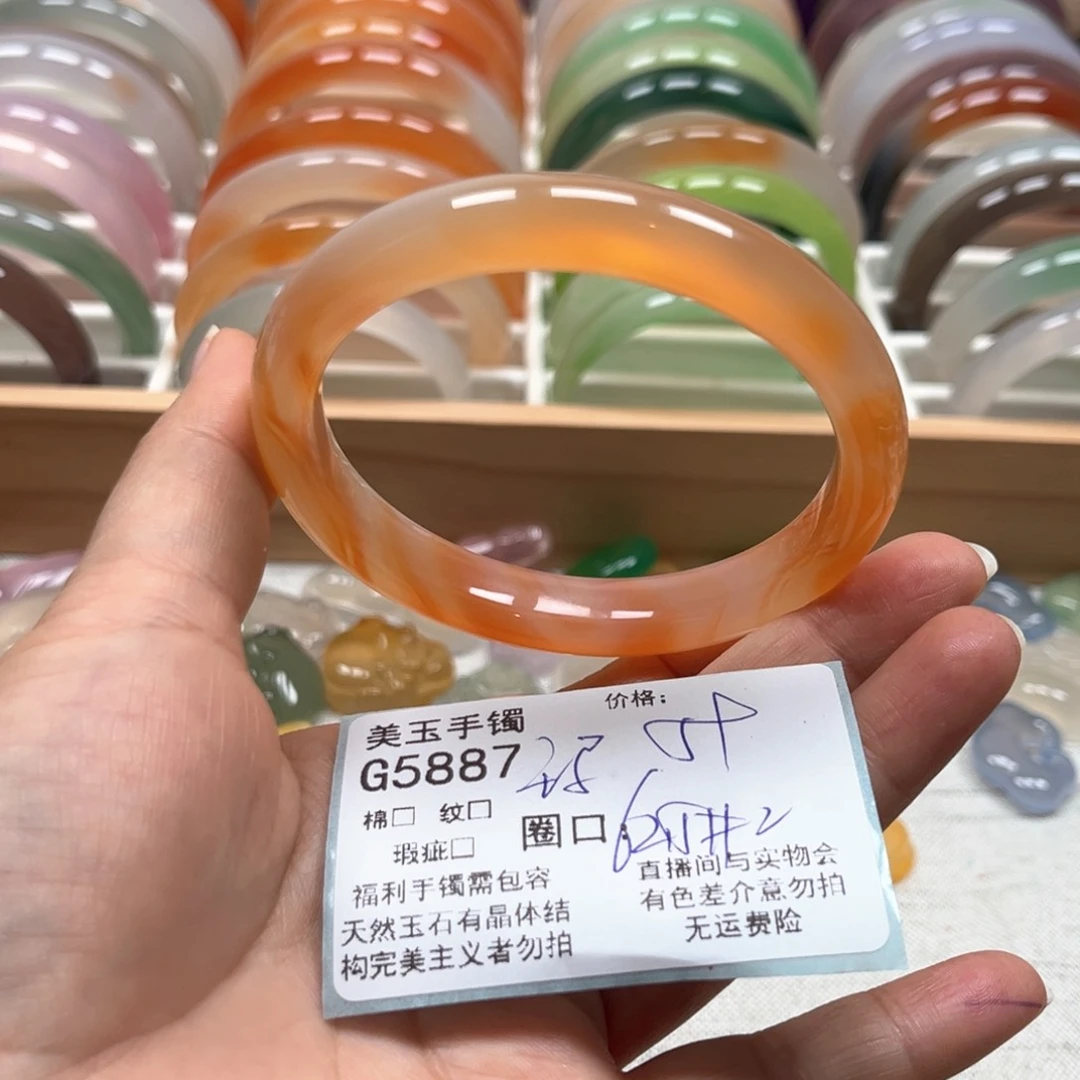 美玉手镯 价格:
G5887
棉□ 纹□
瑕疵□ 圈口:
福利手镯需包容
天然玉石有晶体结
构完美主义者勿拍
直播间与实物会
有色差介意勿拍
无运费险